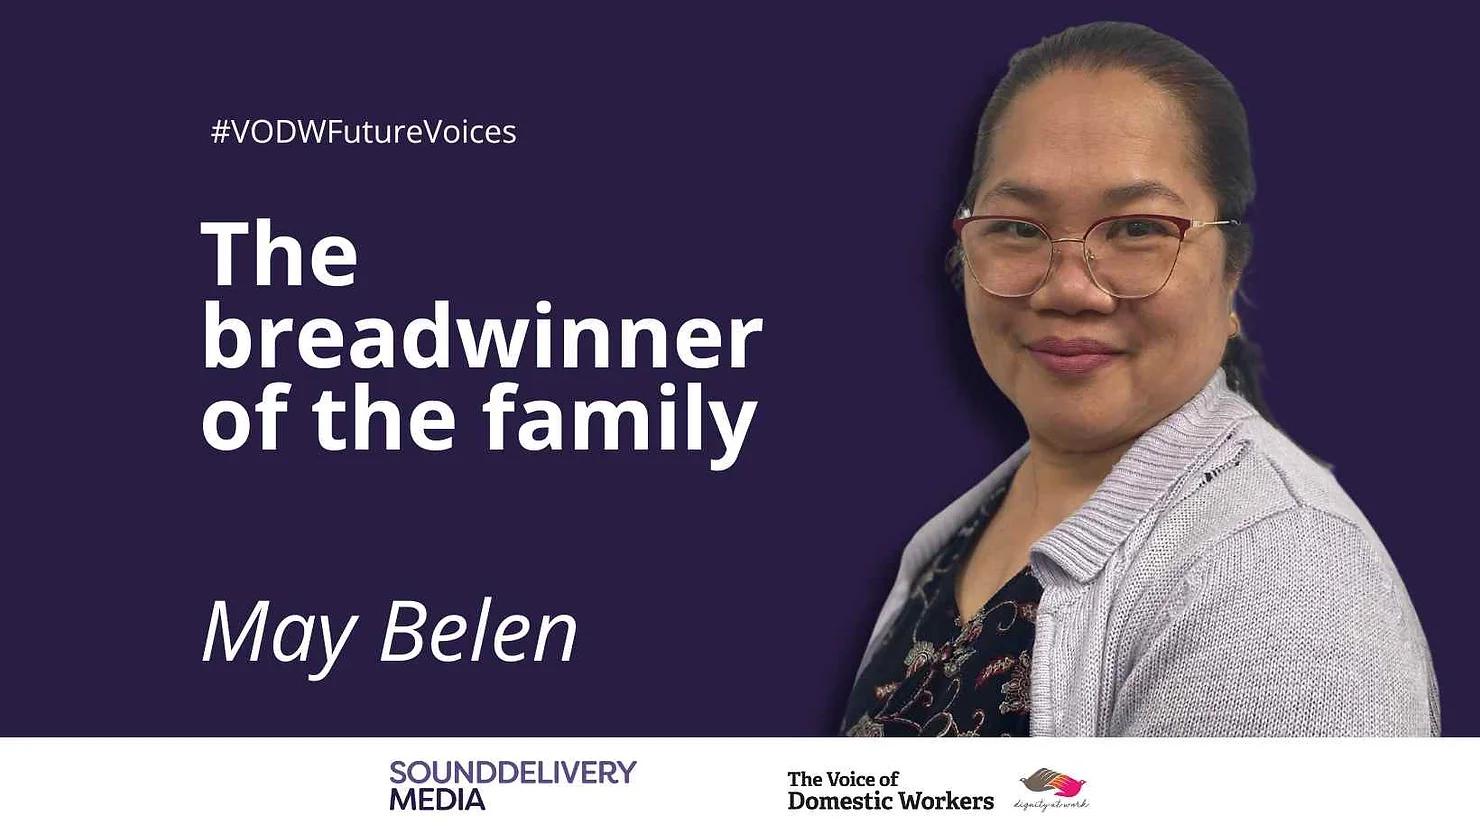 #VODWFutureVoices
The
breadwinner
of the family
May Belen
SOUNDDELIVERY
MEDIA
The Voice of
Domestic Workers
dignity at work